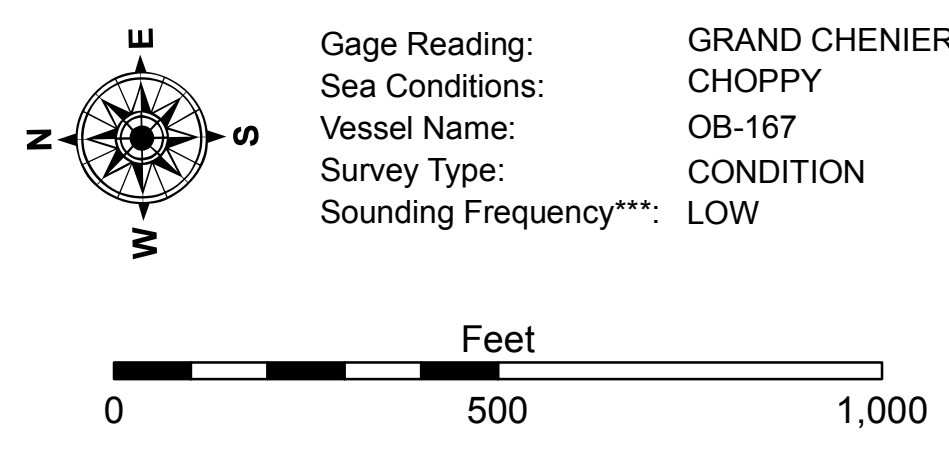 E
N
S
W
Gage Reading: GRAND CHENIER
Sea Conditions: CHOPPY
Vessel Name: OB-167
Survey Type: CONDITION
Sounding Frequency***: LOW
Feet
0 500 1,000